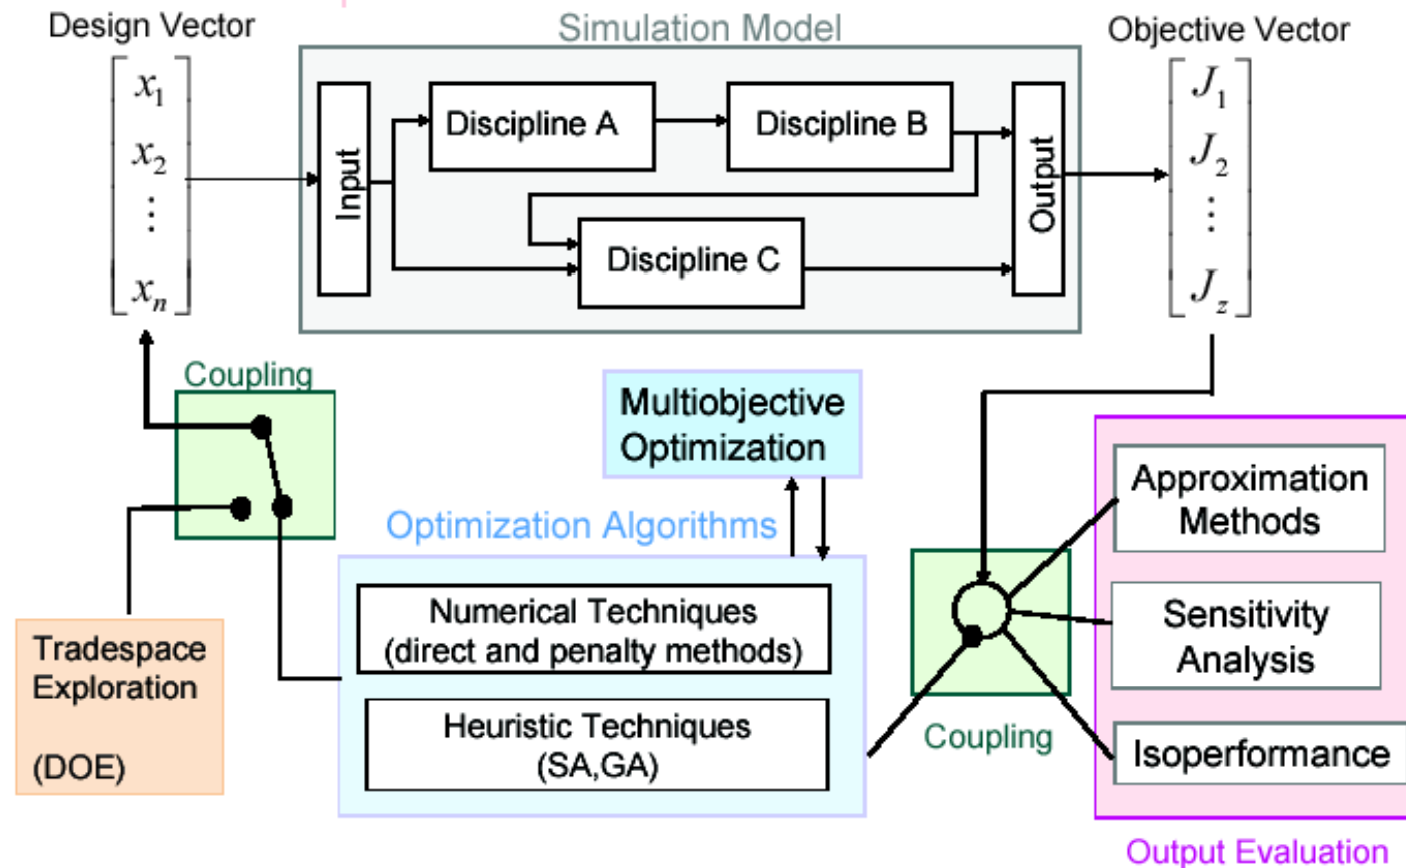 Design Vector
Simulation Model
Objective Vector
x1
x2
⋮
xn
Input
Discipline A
Discipline B
Discipline C
Output
J1
J2
⋮
Jz
Coupling
Multiobjective
Optimization
Optimization Algorithms
Numerical Techniques
(direct and penalty methods)
Heuristic Techniques
(SA,GA)
Tradespace
Exploration
(DOE)
Coupling
Approximation
Methods
Sensitivity
Analysis
Isoperformance
Output Evaluation